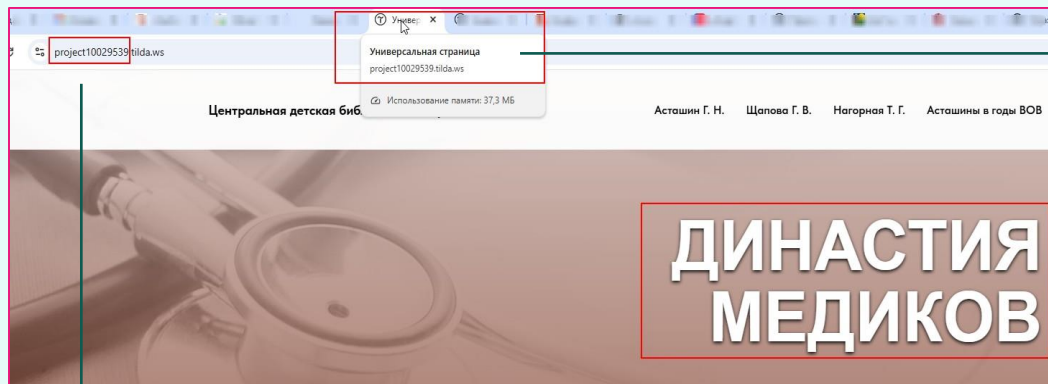 Универ
project10029539.tilda.ws
Универсальная страница
project10029539.tilda.ws
Использование памяти: 37,3 МБ
Центральная детская
Асташин Г. Н. Щапова Г. В. Нагорная Т. Г. Асташины в годы ВОВ
ДИНАСТИЯ
МЕДИКОВ